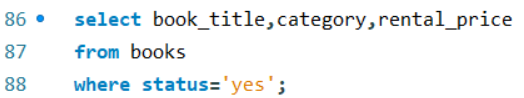 86 select book_title,category,rental_price
87 from books
88 where status='yes';